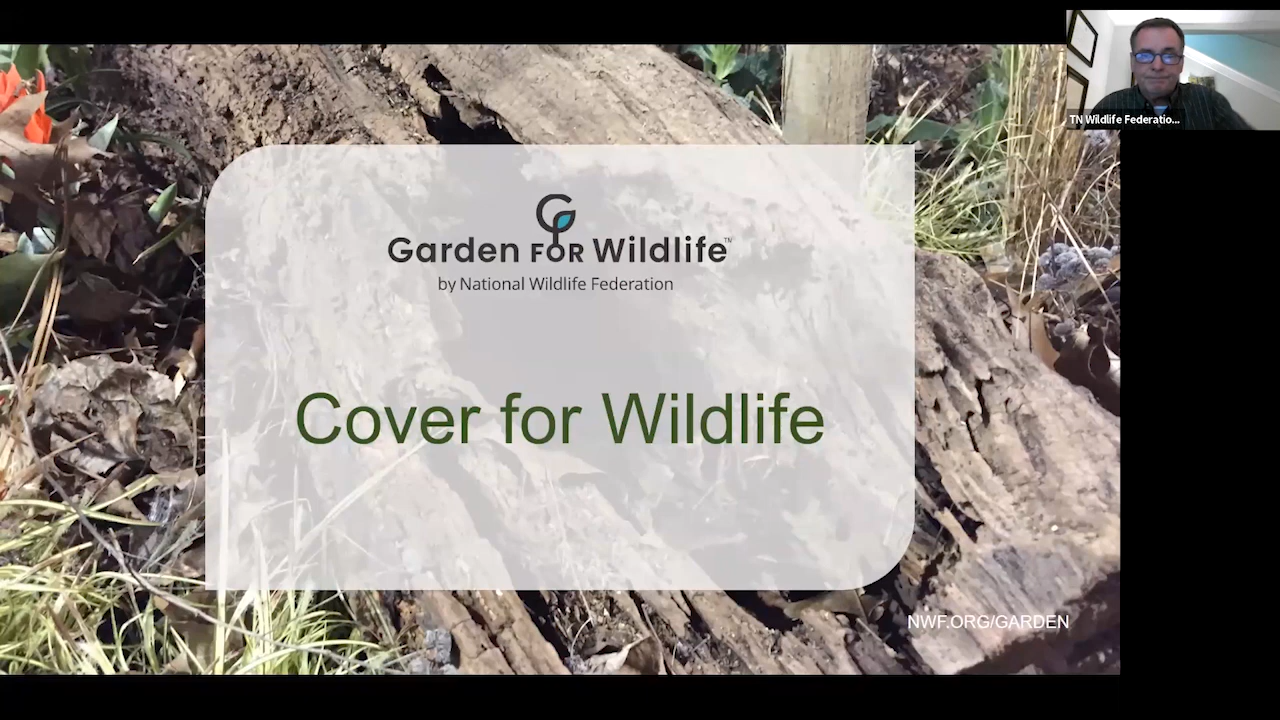 TN Wildlife Federatio...
Garden FOR Wildlife™
by National Wildlife Federation
Cover for Wildlife
NWF.ORG/GARDEN